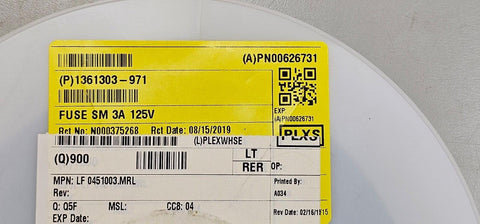 (A)PN00626731
(P)1361303-971
FUSE SM 3A 125V
EXP
(A)PN00626731
Rct No: N000375268 Rct Date: 08/15/2019
PLXS
(L)PLEXWHSE
(Q)900
LT
RER
OP:
MPN: LF 0451003.MRL
Rev:
Printed By:
A034
Q: Q5F MSL: CC8: 04
EXP Date:
Rev Date: 02/16/1815